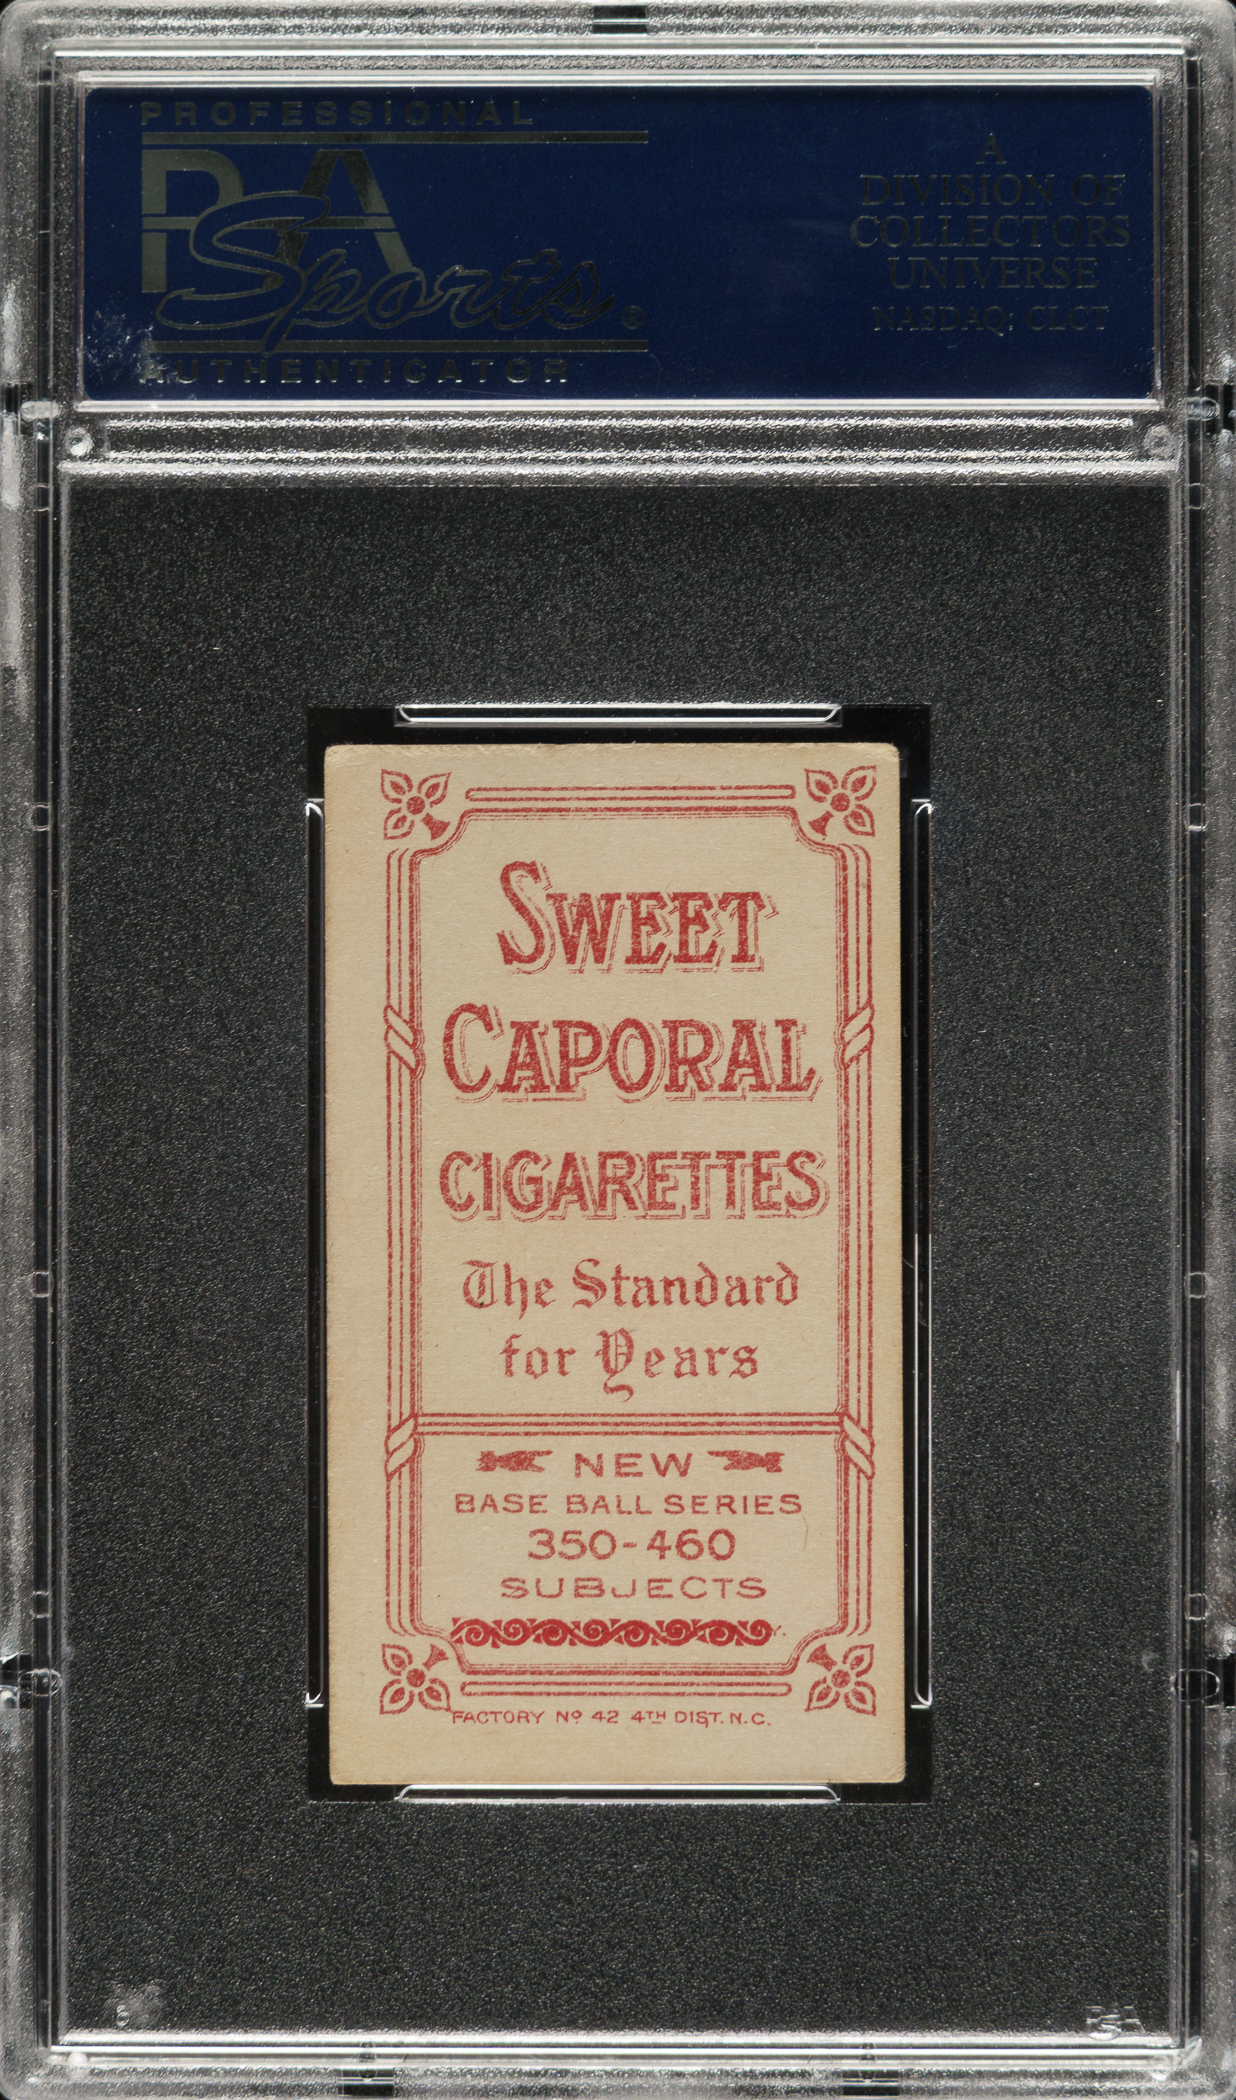 PROFESSIONAL
PSA
Sports®
AUTHENTICATOR
A
DIVISION OF
COLLECTORS
UNIVERSE
NASDAQ: CLCT
SWEET
CAPORAL
CIGARETTES
The Standard
for Years
NEW
BASE BALL SERIES
350-460
SUBJECTS
FACTORY Nº 42 4TH DIST. N.C.
PSA